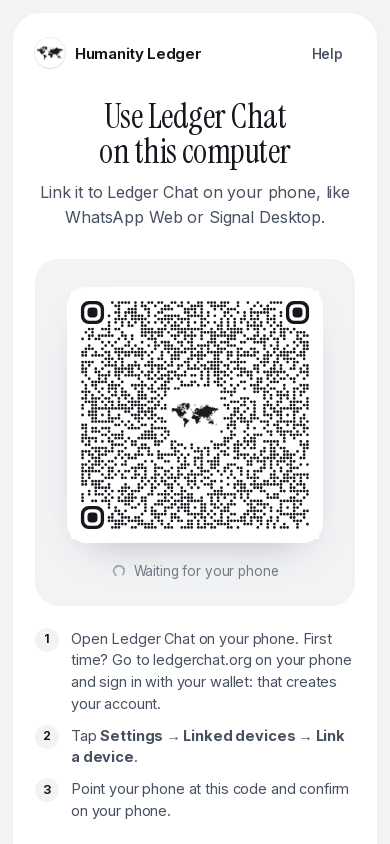 Humanity Ledger
Help
Use Ledger Chat
on this computer
Link it to Ledger Chat on your phone, like
WhatsApp Web or Signal Desktop.
Waiting for your phone
1
Open Ledger Chat on your phone. First
time? Go to ledgerchat.org on your phone
and sign in with your wallet: that creates
your account.
2
Tap Settings → Linked devices → Link
a device.
3
Point your phone at this code and confirm
on your phone.